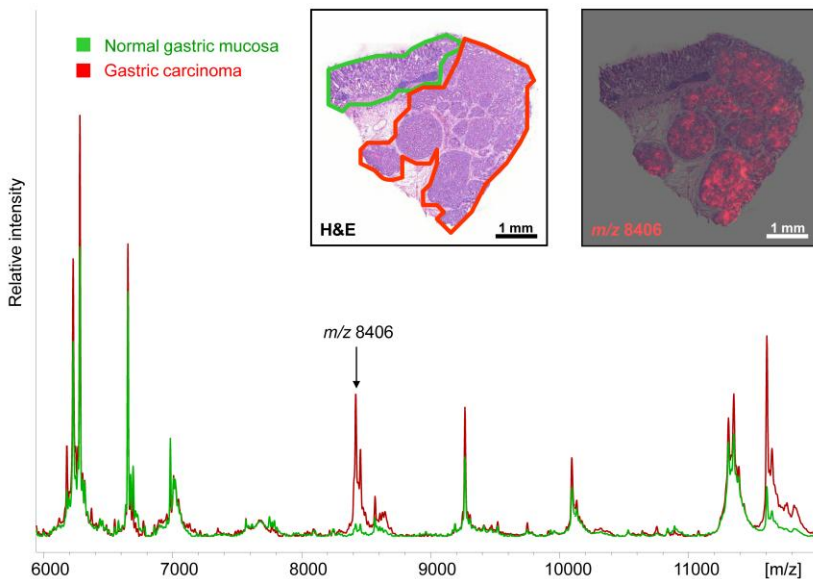 Normal gastric mucosa
Gastric carcinoma
H&E
1 mm
m/z 8406
1 mm
Relative intensity
m/z 8406
6000 7000 8000 9000 10000 11000 [m/z]